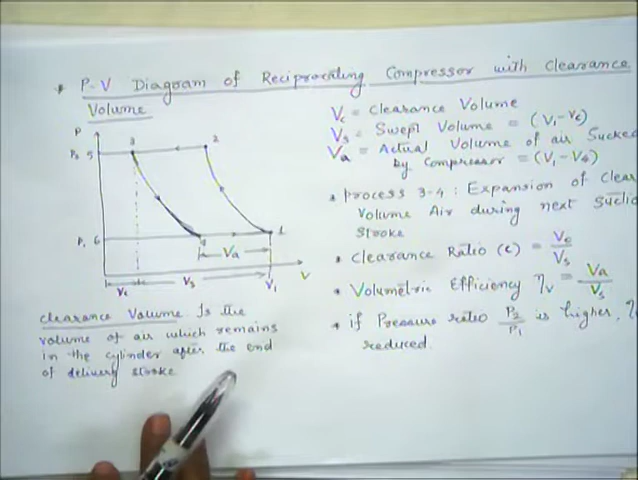 * P-V Diagram of Reciprocating Compressor with Clearance
Volume
P
3
2
P2 5
P1 6
4
1
Va
Vc
Vs
V1
V
Clearance Volume Is the
volume of air which remains
in the cylinder after the end
of delivery stroke
Vc = Clearance Volume
Vs = Swept Volume = (V1-Vc)
Va = Actual Volume of air Sucked
by Compressor = (V1-V4)
* Process 3-4 : Expansion of Clear
Volume Air during next Suctio
Stroke
* Clearance Ratio (c) = Vc/Vs
* Volumetric Efficiency ηv = Va/Vs
* if Pressure ratio P2/P1 is higher, η
reduced.